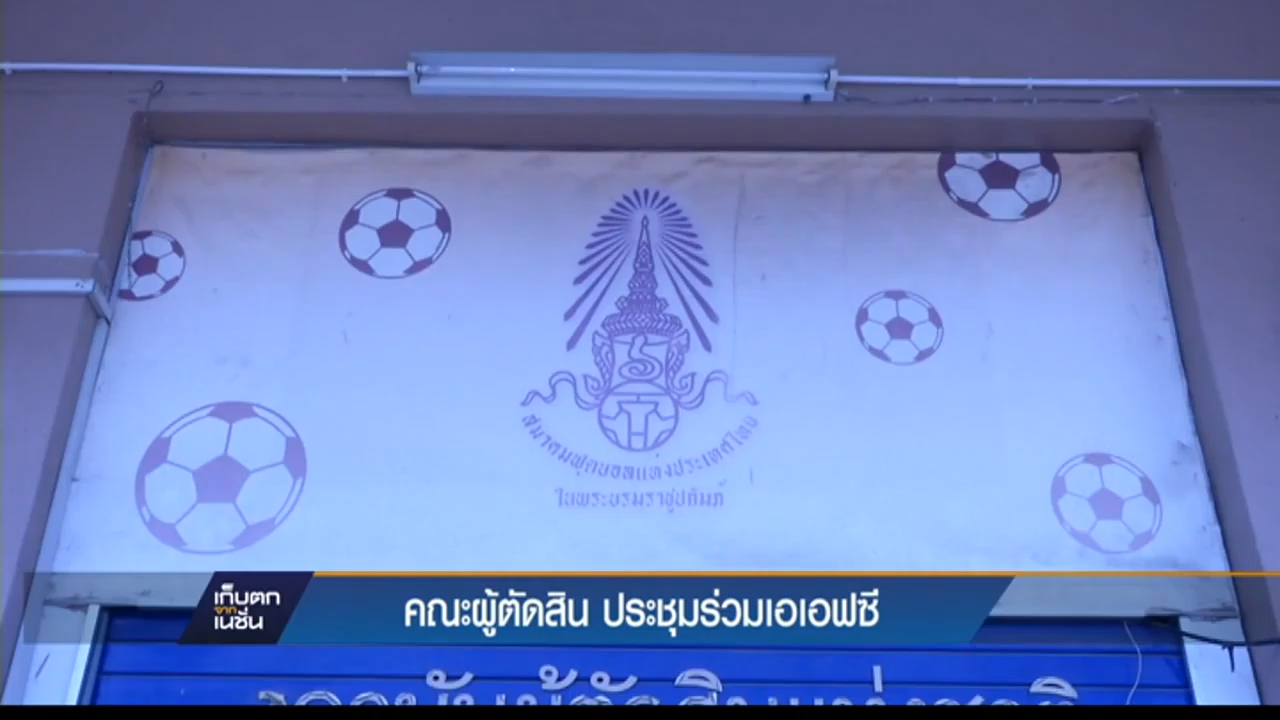 สมาคมฟุตบอลแห่งประเทศไทย
ในพระบรมราชูปถัมภ์
เก็บตก
จาก
เนชั่น
คณะผู้ตัดสิน ประชุมร่วมเอเอฟซี